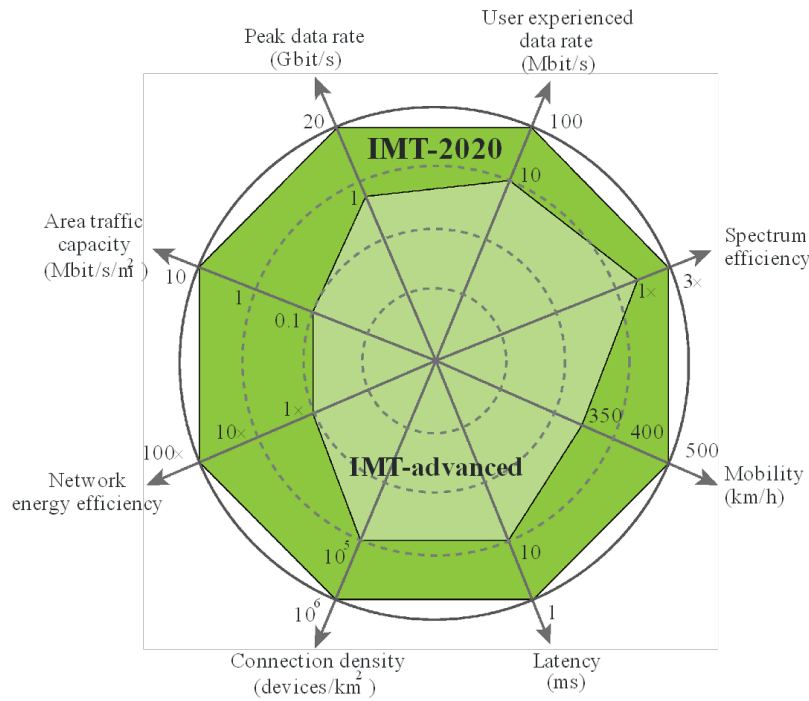 Peak data rate
(Gbit/s)
User experienced
data rate
(Mbit/s)
20
100
IMT-2020
1
10
Area traffic
capacity
(Mbit/s/m²)
10
1
0.1
Spectrum
efficiency
1×
3×
1×
10×
100×
Network
energy efficiency
350
400
500
Mobility
(km/h)
IMT-advanced
10⁵
10⁶
10
1
Connection density
(devices/km²)
Latency
(ms)